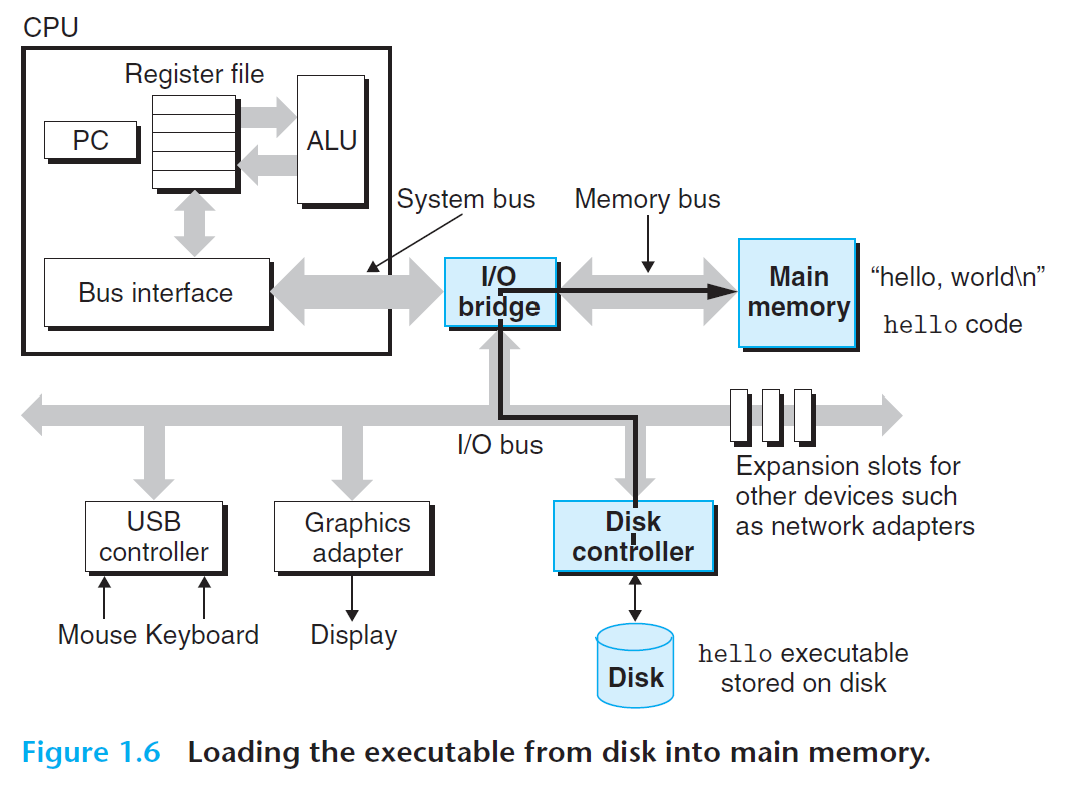 CPU
Register file
PC
ALU
System bus
Memory bus
Bus interface
I/O
bridge
Main
memory
“hello, world\n”
hello code
I/O bus
Expansion slots for
other devices such
as network adapters
USB
controller
Graphics
adapter
Disk
controller
Mouse
Keyboard
Display
Disk
hello executable
stored on disk
Figure 1.6 Loading the executable from disk into main memory.